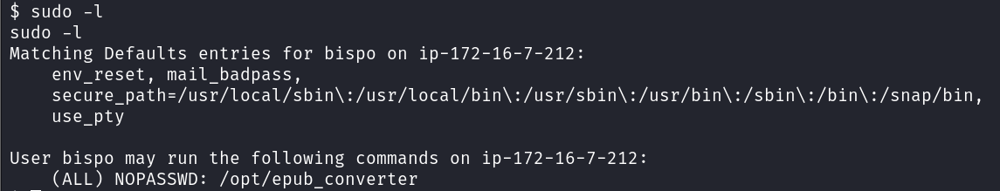 $ sudo -l
sudo -l
Matching Defaults entries for bispo on ip-172-16-7-212:
    env_reset, mail_badpass,
    secure_path=/usr/local/sbin\:/usr/local/bin\:/usr/sbin\:/usr/bin\:/sbin\:/bin\:/snap/bin,
    use_pty

User bispo may run the following commands on ip-172-16-7-212:
    (ALL) NOPASSWD: /opt/epub_converter